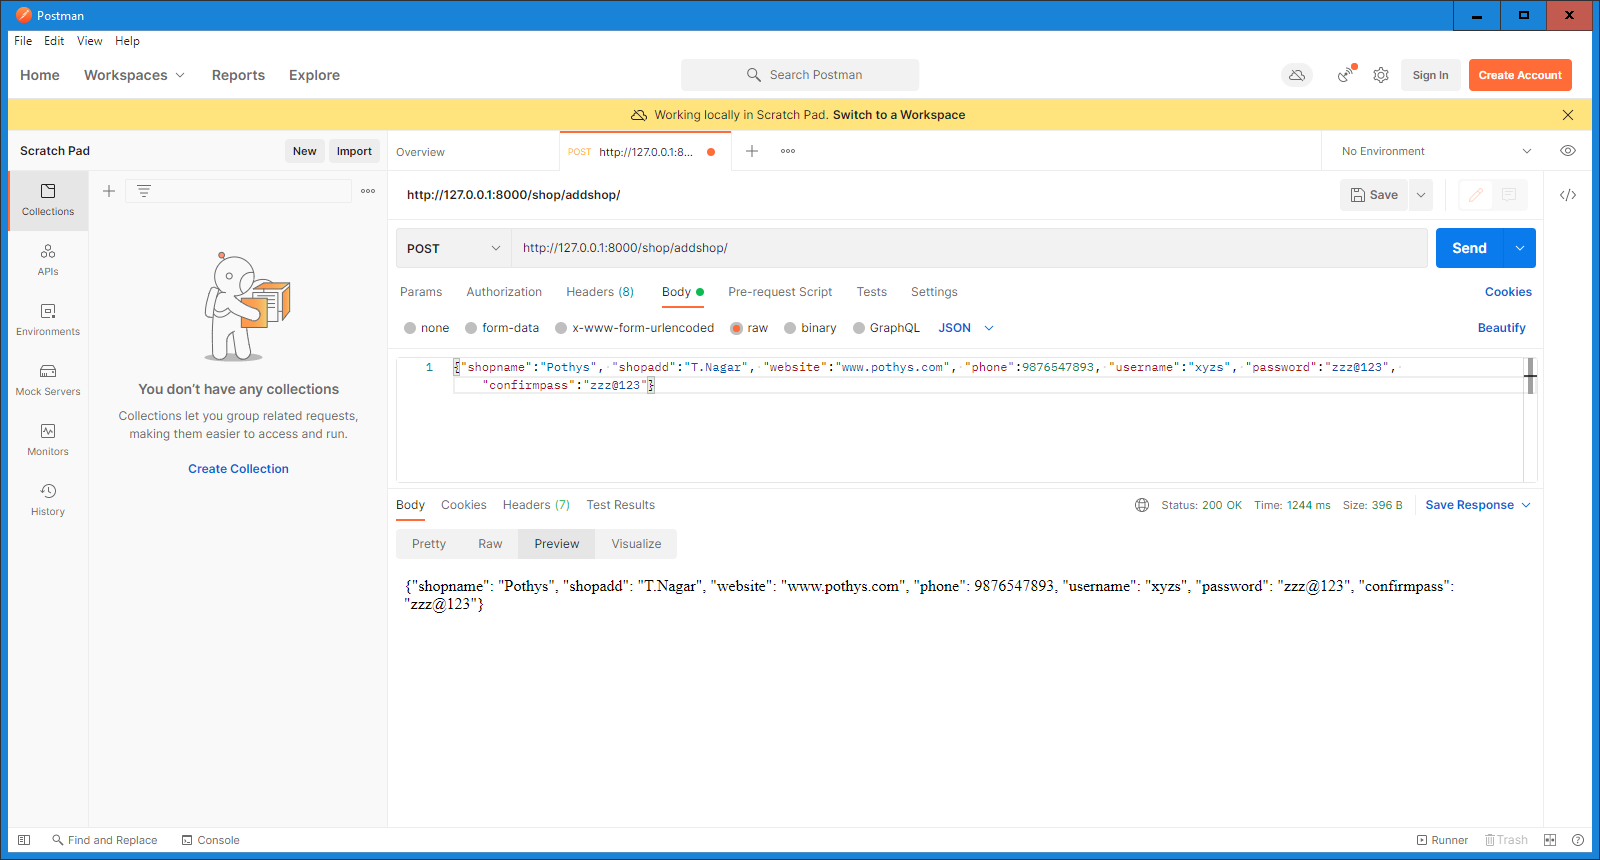 Postman
File Edit View Help
Home Workspaces Reports Explore
Search Postman
Sign In Create Account
Working locally in Scratch Pad. Switch to a Workspace
Scratch Pad New Import
Overview
POST http://127.0.0.1:8...
No Environment
Collections
APIs
Environments
Mock Servers
Monitors
History
You don't have any collections
Collections let you group related requests,
making them easier to access and run.
Create Collection
http://127.0.0.1:8000/shop/addshop/
Save
POST http://127.0.0.1:8000/shop/addshop/ Send
Params Authorization Headers (8) Body Pre-request Script Tests Settings Cookies
none form-data x-www-form-urlencoded raw binary GraphQL JSON Beautify
1 {"shopname":"Pothys", "shopadd":"T.Nagar", "website":"www.pothys.com", "phone":9876547893, "username":"xyzs", "password":"zzz@123",
"confirmpass":"zzz@123"}
Body Cookies Headers (7) Test Results Status: 200 OK Time: 1244 ms Size: 396 B Save Response
Pretty Raw Preview Visualize
{"shopname": "Pothys", "shopadd": "T.Nagar", "website": "www.pothys.com", "phone": 9876547893, "username": "xyzs", "password": "zzz@123", "confirmpass":
"zzz@123"}
Find and Replace Console Runner Trash